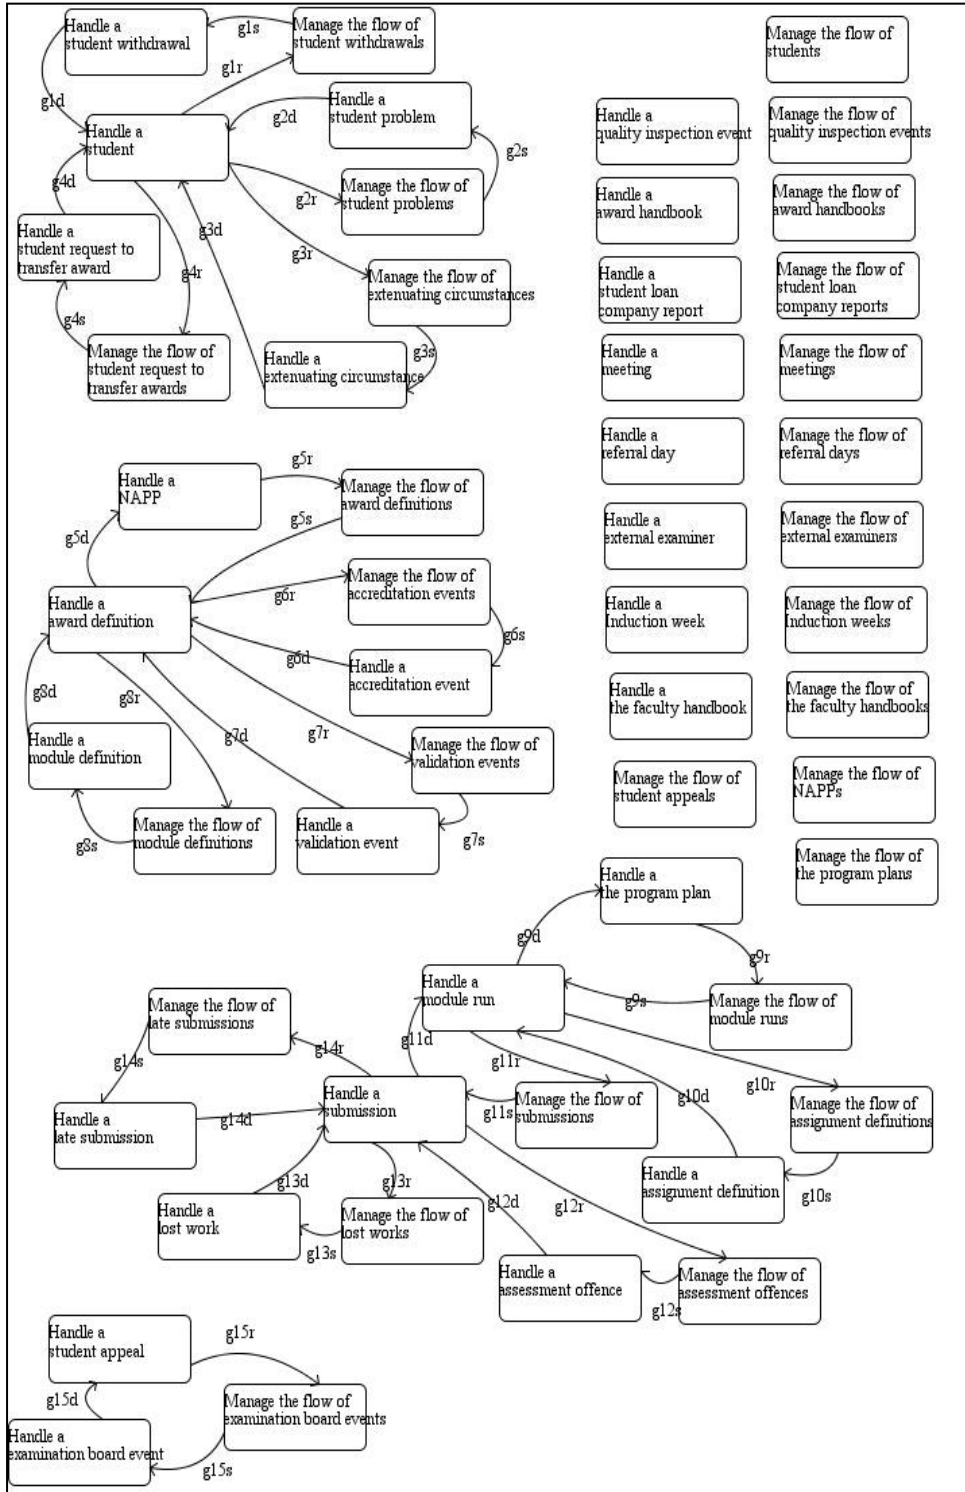 Handle a
student withdrawal
g1s
Manage the flow of
student withdrawals
g1r
g1d
Handle a
student
g2d
Handle a
student problem
g2s
g2r
Manage the flow of
student problems
g4d
g3d
g3r
Handle a
student request to
transfer award
g4r
Manage the flow of
extenuating circumstances
g4s
g3s
Manage the flow of
student request to
transfer awards
Handle a
extenuating circumstance
Manage the flow of
students
Handle a
quality inspection event
Manage the flow of
quality inspection events
Handle a
award handbook
Manage the flow of
award handbooks
Handle a
student loan
company report
Manage the flow of
student loan
company reports
Handle a
meeting
Manage the flow of
meetings
Handle a
referral day
Manage the flow of
referral days
Handle a
external examiner
Manage the flow of
external examiners
Handle a
Induction week
Manage the flow of
Induction weeks
Handle a
the faculty handbook
Manage the flow of
the faculty handbooks
Manage the flow of
student appeals
Manage the flow of
NAPPs
Manage the flow of
the program plans
Handle a
NAPP
g5r
Manage the flow of
award definitions
g5s
g5d
Handle a
award definition
g6r
Manage the flow of
accreditation events
g6s
g6d
Handle a
accreditation event
g8d
g8r
g7d
g7r
Handle a
module definition
Manage the flow of
validation events
g8s
Manage the flow of
module definitions
Handle a
validation event
g7s
Handle a
the program plan
g9d
g9r
Handle a
module run
g9s
Manage the flow of
module runs
Manage the flow of
late submissions
g14r
g11d
g11r
g14s
g10d
g10r
Handle a
late submission
g14d
Handle a
submission
g11s
Manage the flow of
submissions
Manage the flow of
assignment definitions
g13d
g13r
Handle a
assignment definition
g10s
Handle a
lost work
g13s
Manage the flow of
lost works
g12d
g12r
Handle a
assessment offence
g12s
Manage the flow of
assessment offences
Handle a
student appeal
g15r
g15d
Manage the flow of
examination board events
Handle a
examination board event
g15s